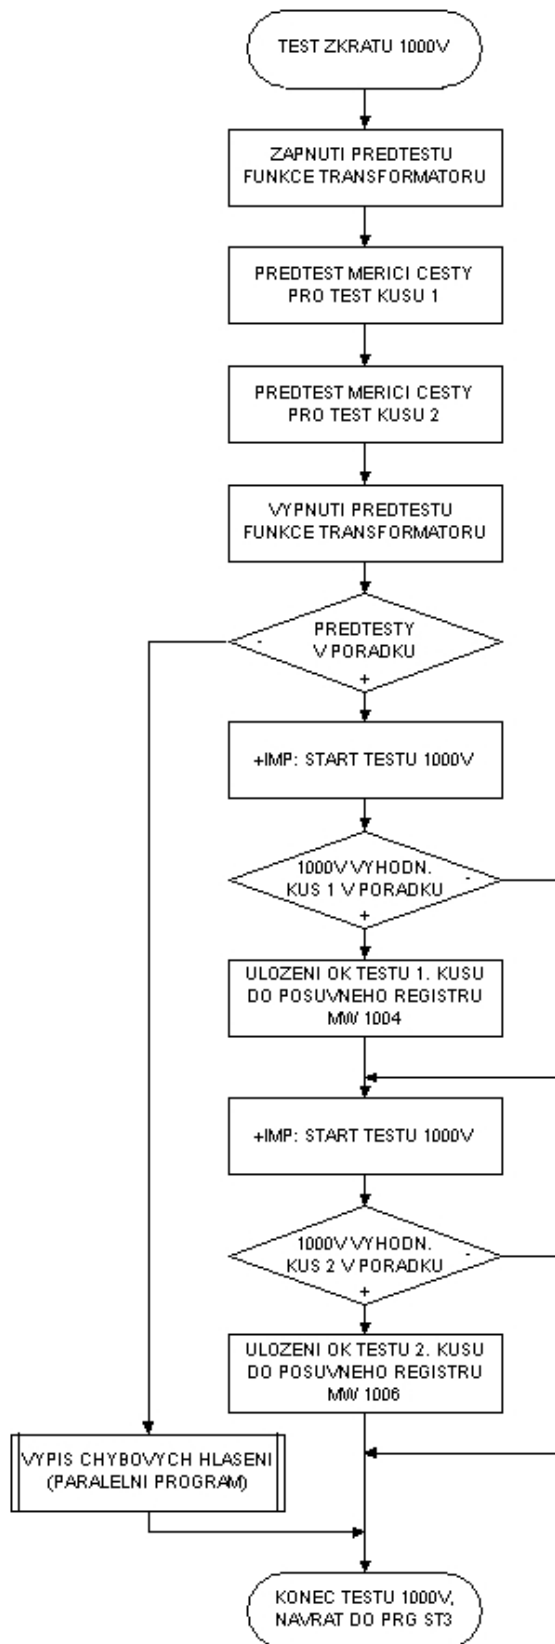 TEST ZKRATU 1000V
ZAPNUTI PREDTESTU
FUNKCE TRANSFORMATORU
PREDTEST MERICI CESTY
PRO TEST KUSU 1
PREDTEST MERICI CESTY
PRO TEST KUSU 2
VYPNUTI PREDTESTU
FUNKCE TRANSFORMATORU
PREDTESTY
-
V PORADKU
+
+IMP: START TESTU 1000V
1000V VYHODN.
KUS 1 V PORADKU
-
+
ULOZENI OK TESTU 1. KUSU
DO POSUVNEHO REGISTRU
MW 1004
+IMP: START TESTU 1000V
1000V VYHODN.
KUS 2 V PORADKU
-
+
ULOZENI OK TESTU 2. KUSU
DO POSUVNEHO REGISTRU
MW 1006
VYPIS CHYBOVYCH HLASENI
(PARALELNI PROGRAM)
KONEC TESTU 1000V,
NAVRAT DO PRG ST3